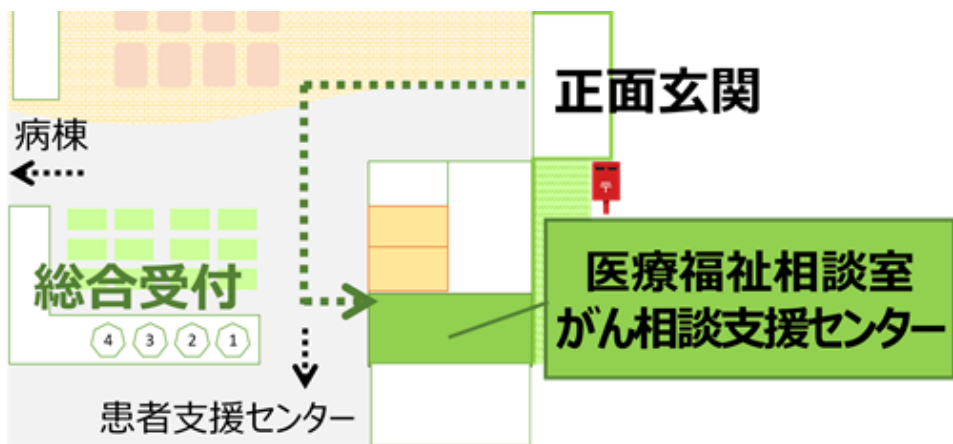 正面玄関
病棟
〒
医療福祉相談室
がん相談支援センター
総合受付
4 3 2 1
患者支援センター